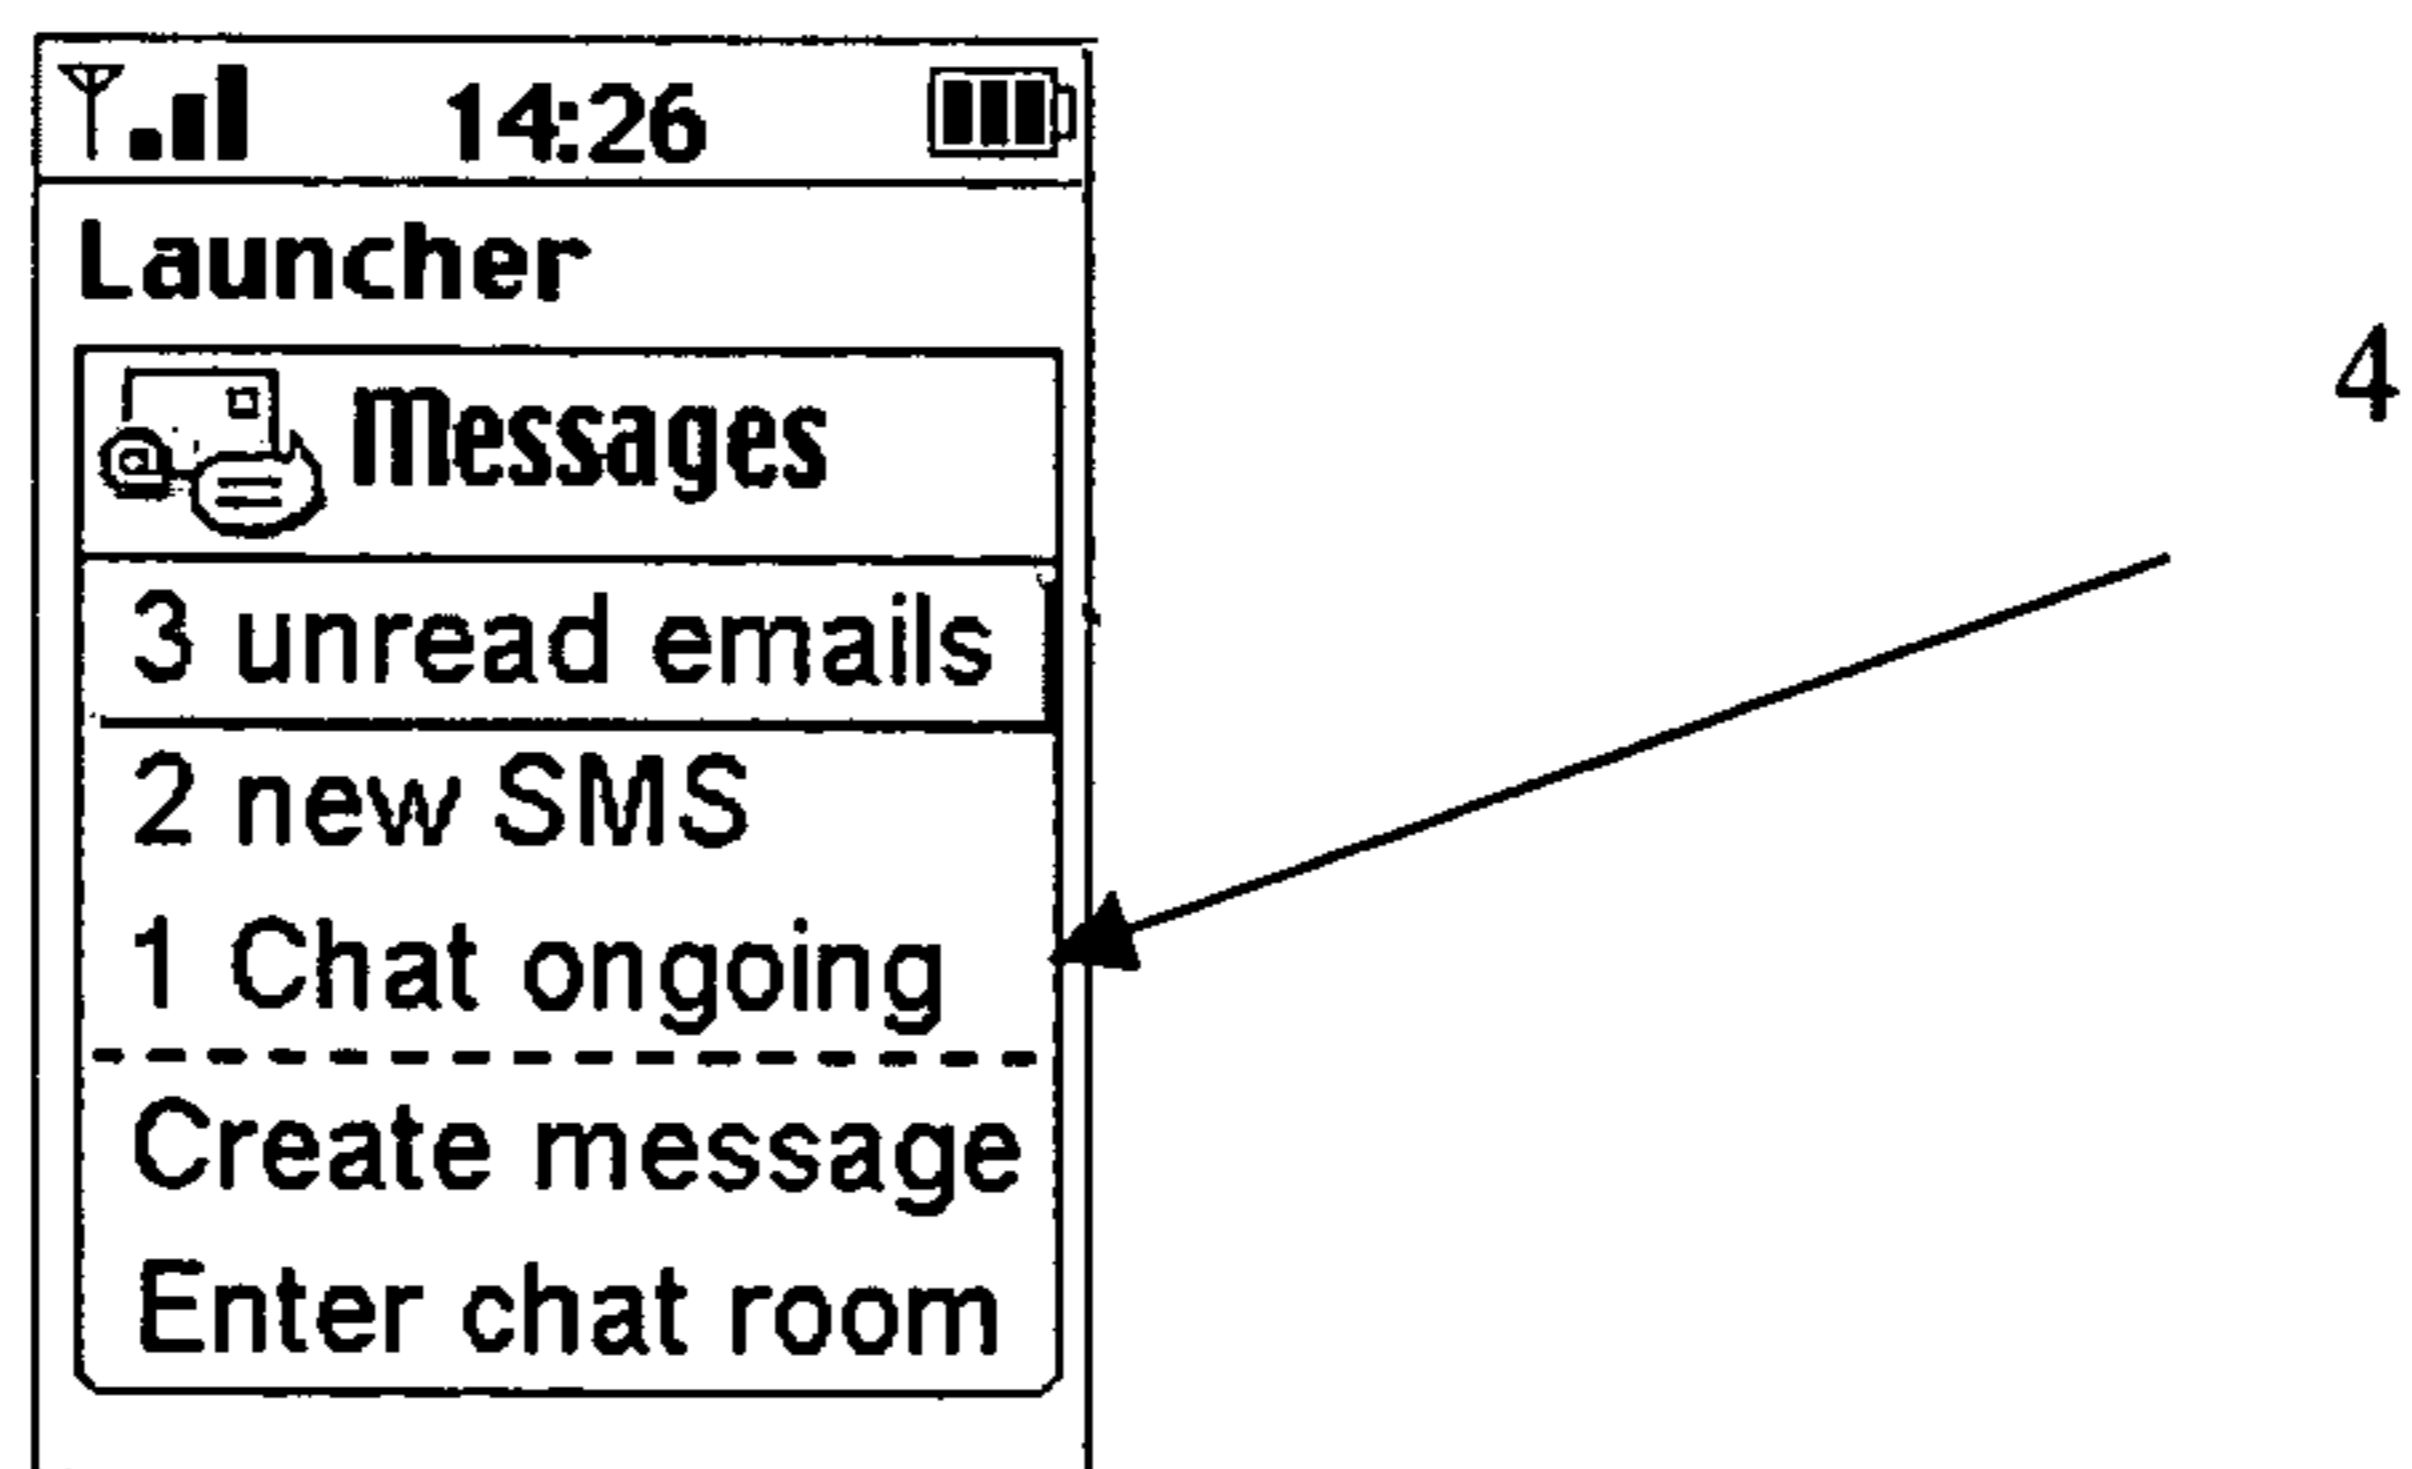 14:26
Launcher
Messages
4
3 unread emails
2 new SMS
1 Chat ongoing
Create message
Enter chat room